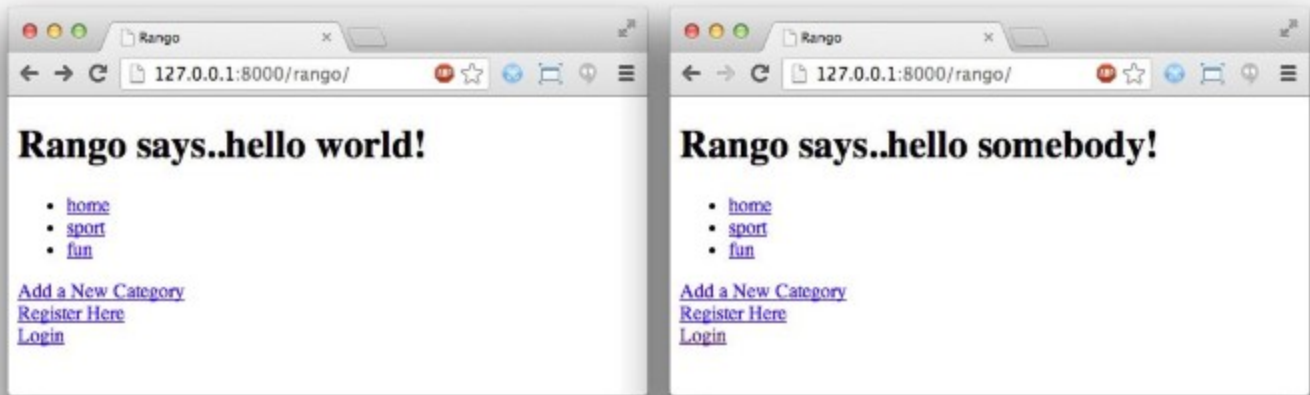 Rango
127.0.0.1:8000/rango/
Rango says..hello world!
home
sport
fun
Add a New Category
Register Here
Login
Rango
127.0.0.1:8000/rango/
Rango says..hello somebody!
home
sport
fun
Add a New Category
Register Here
Login